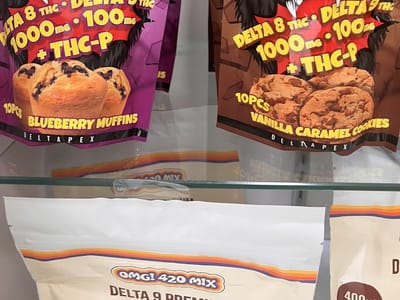 DELTA 8 THC • DELTA 9 THC
1000mg • 100mg
+ THC-P
10PCS
BLUEBERRY MUFFINS
DELTAPEX
DELTA 8 THC • DELTA 9 THC
1000mg • 100mg
+ THC-P
10PCS
VANILLA CARAMEL COOKIES
DELTAPEX
OMG! 420 MIX
DELTA 9
400